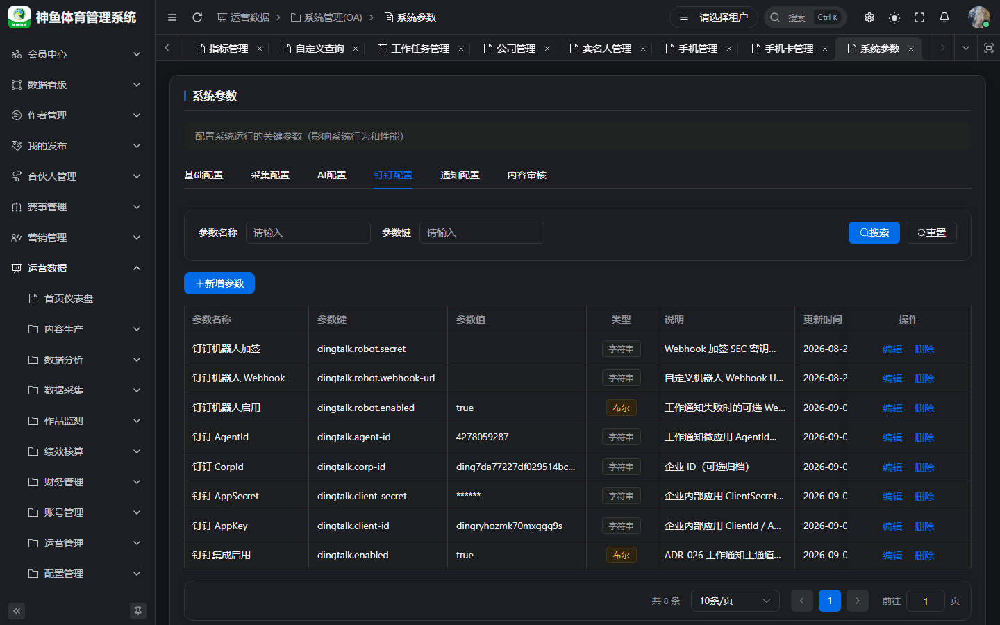 神鱼体育管理系统
运营数据
系统管理(OA)
系统参数
请选择租户
搜索
Ctrl K
指标管理
自定义查询
工作任务管理
公司管理
实名人管理
手机管理
手机卡管理
系统参数
会员中心
数据看版
作者管理
我的发布
合伙人管理
赛事管理
营销管理
运营数据
首页仪表盘
内容生产
数据分析
数据采集
作品监测
绩效核算
财务管理
账号管理
运营管理
配置管理
系统参数
配置系统运行的关键参数（影响系统行为和性能）
基础配置 采集配置 AI配置 钉钉配置 通知配置 内容审核
参数名称 请输入 参数键 请输入 搜索 重置
新增参数
参数名称 参数键 参数值 类型 说明 更新时间 操作
钉钉机器人加签 dingtalk.robot.secret 字符串 Webhook 加签 SEC 密钥... 2026-08-2 编辑 删除
钉钉机器人 Webhook dingtalk.robot.webhook-url 字符串 自定义机器人 Webhook U... 2026-08-2 编辑 删除
钉钉机器人启用 dingtalk.robot.enabled true 布尔 工作通知失败时的可选 We... 2026-09-0 编辑 删除
钉钉 AgentId dingtalk.agent-id 4278059287 字符串 工作通知微应用 AgentId... 2026-09-0 编辑 删除
钉钉 CorpId dingtalk.corp-id ding7da77227df029514bc... 字符串 企业 ID（可选归档） 2026-09-0 编辑 删除
钉钉 AppSecret dingtalk.client-secret ****** 字符串 企业内部应用 ClientSecret... 2026-09-0 编辑 删除
钉钉 AppKey dingtalk.client-id dingryhozmk70mxggg9s 字符串 企业内部应用 ClientId / A... 2026-09-0 编辑 删除
钉钉集成启用 dingtalk.enabled true 布尔 ADR-026 工作通知主通道... 2026-09-0 编辑 删除
共 8 条 10条/页 1 前往 1 页